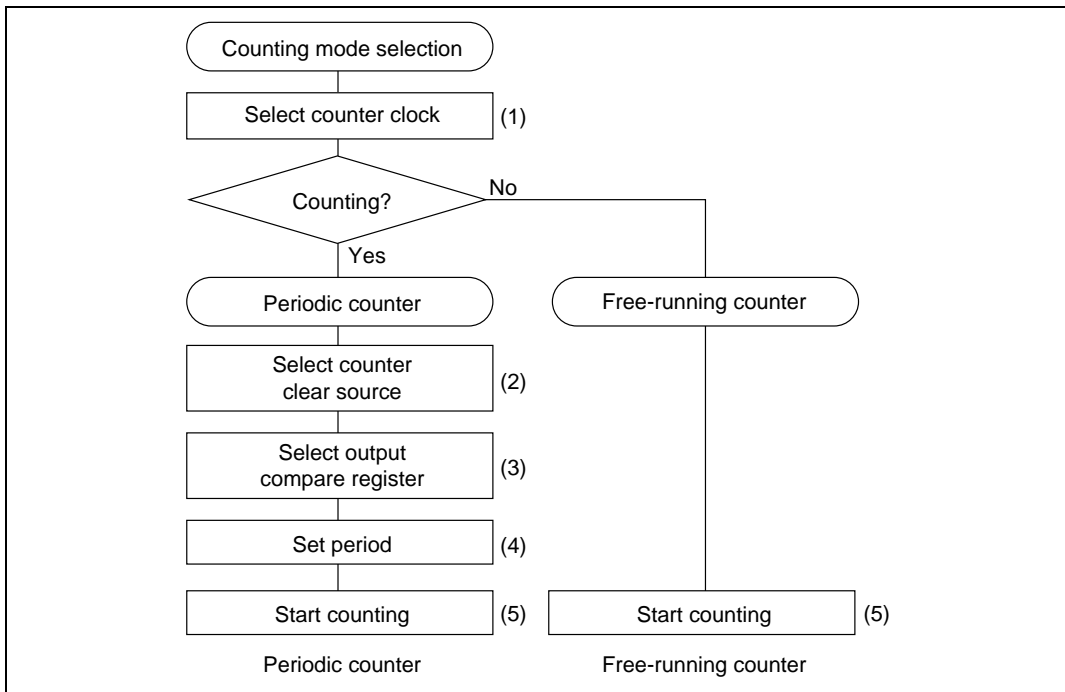 Counting mode selection
Select counter clock
(1)
Counting?
No
Yes
Periodic counter
Free-running counter
Select counter
clear source
(2)
Select output
compare register
(3)
Set period
(4)
Start counting
(5)
Start counting
(5)
Periodic counter
Free-running counter